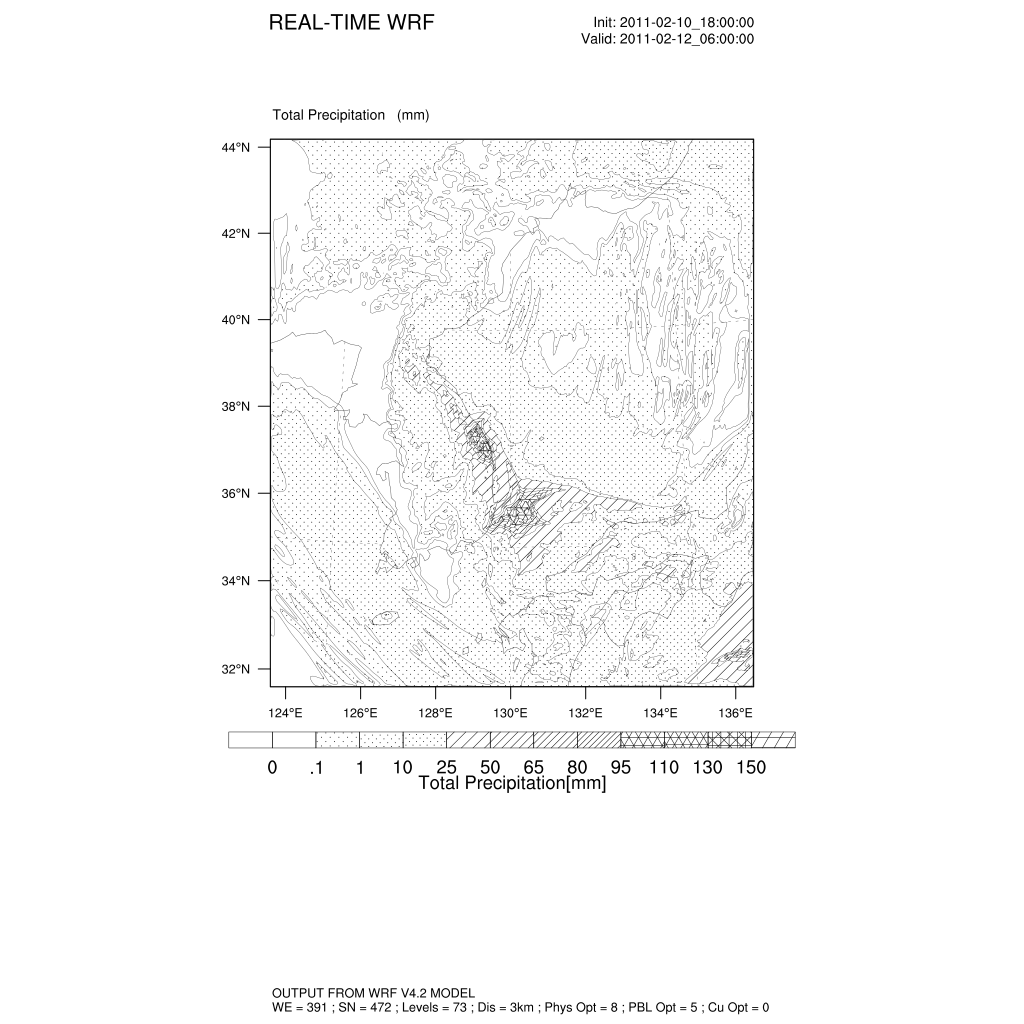 REAL-TIME WRF
Init: 2011-02-10_18:00:00
Valid: 2011-02-12_06:00:00
Total Precipitation (mm)
44°N
42°N
40°N
38°N
36°N
34°N
32°N
124°E 126°E 128°E 130°E 132°E 134°E 136°E
0 .1 1 10 25 50 65 80 95 110 130 150
Total Precipitation[mm]
OUTPUT FROM WRF V4.2 MODEL
WE = 391 ; SN = 472 ; Levels = 73 ; Dis = 3km ; Phys Opt = 8 ; PBL Opt = 5 ; Cu Opt = 0